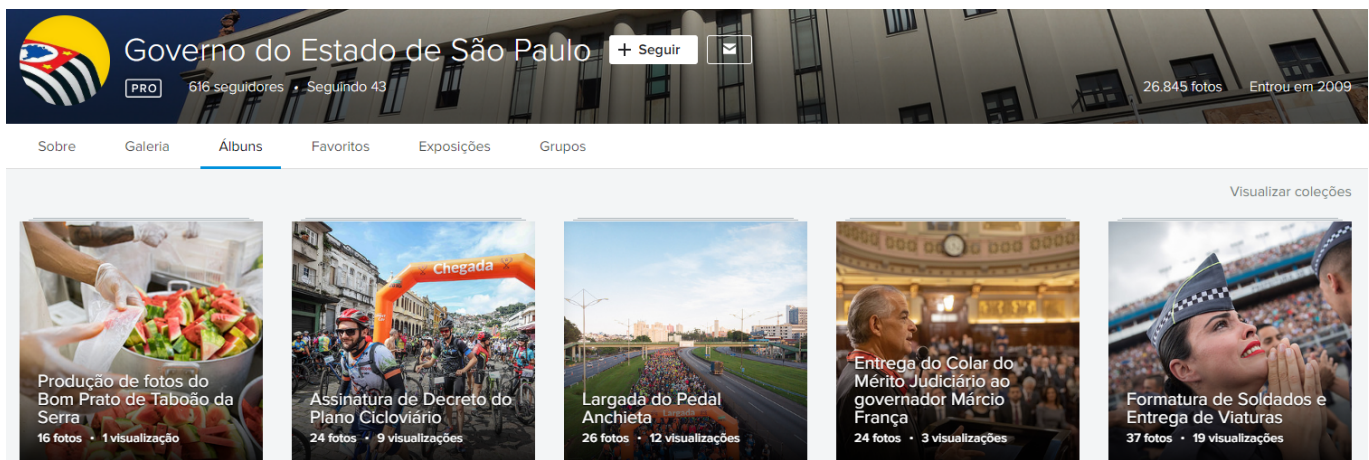 Governo do Estado de São Paulo + Seguir
PRO 616 seguidores • Seguindo 43 26.845 fotos Entrou em 2009
Sobre Galeria Álbuns Favoritos Exposições Grupos
Visualizar coleções
Produção de fotos do
Bom Prato de Taboão da
Serra
16 fotos • 1 visualização
Chegada
Assinatura de Decreto do
Plano Cicloviário
24 fotos • 9 visualizações
Largada do Pedal
Anchieta
Largada
26 fotos • 12 visualizações
Entrega do Colar do
Mérito Judiciário ao
governador Márcio
França
24 fotos • 3 visualizações
Formatura de Soldados e
Entrega de Viaturas
37 fotos • 19 visualizações